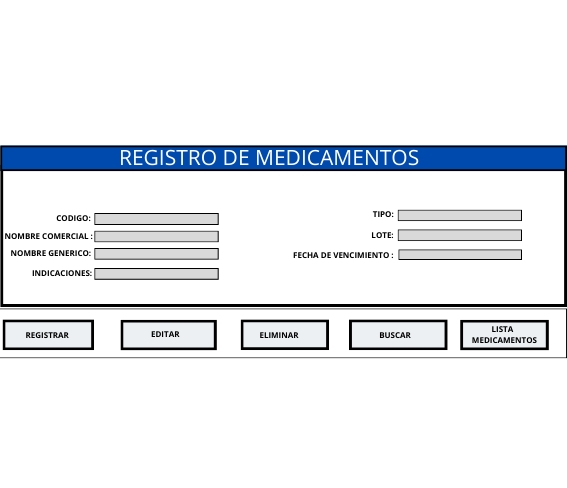 REGISTRO DE MEDICAMENTOS
CODIGO:
NOMBRE COMERCIAL :
NOMBRE GENERICO:
INDICACIONES:
TIPO:
LOTE:
FECHA DE VENCIMIENTO :
REGISTRAR
EDITAR
ELIMINAR
BUSCAR
LISTA
MEDICAMENTOS